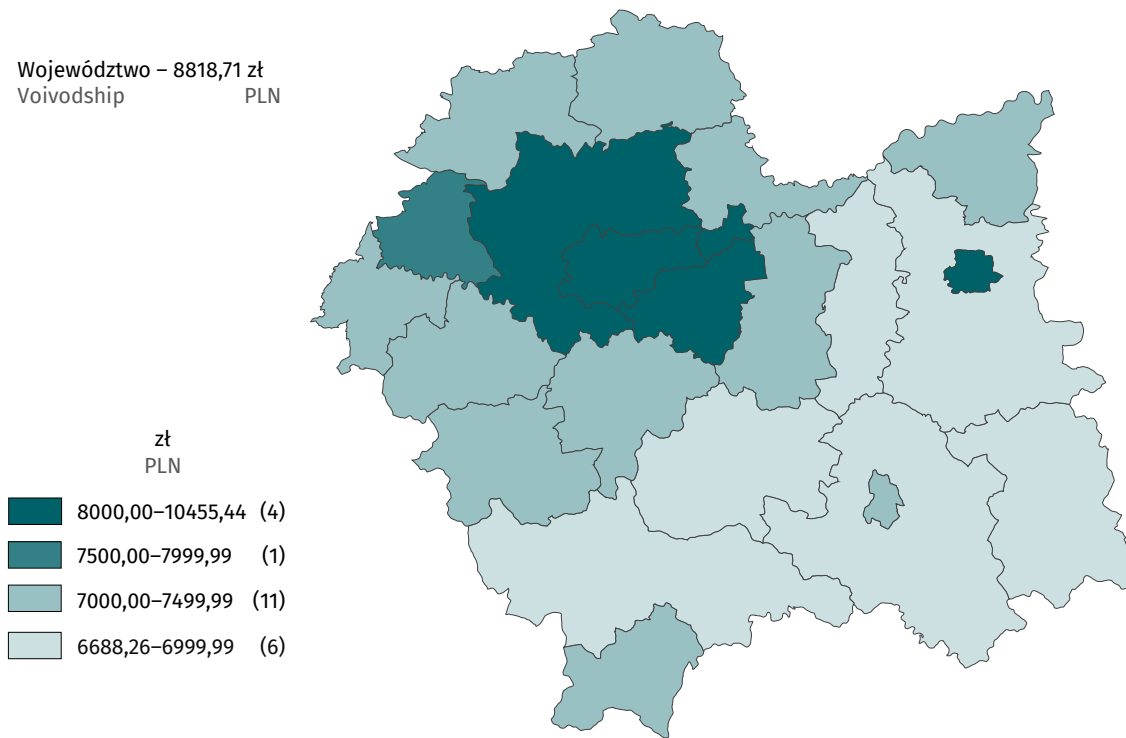 Województwo – 8818,71 zł
Voivodship PLN
zł
PLN
8000,00–10455,44 (4)
7500,00–7999,99 (1)
7000,00–7499,99 (11)
6688,26–6999,99 (6)